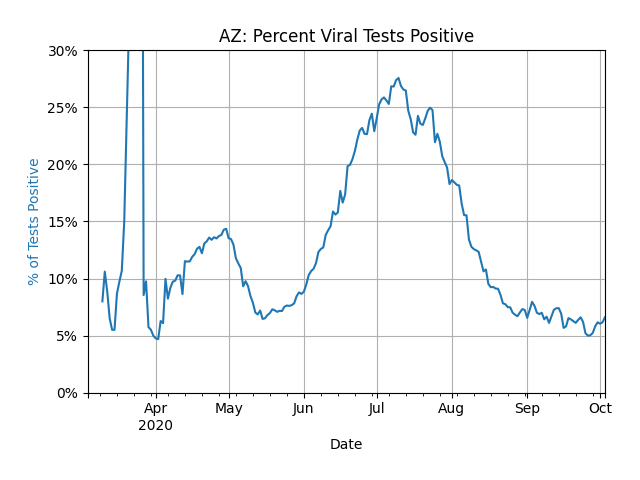 AZ: Percent Viral Tests Positive
30%
25%
20%
15%
10%
5%
0%
% of Tests Positive
Apr May Jun Jul Aug Sep Oct
2020
Date